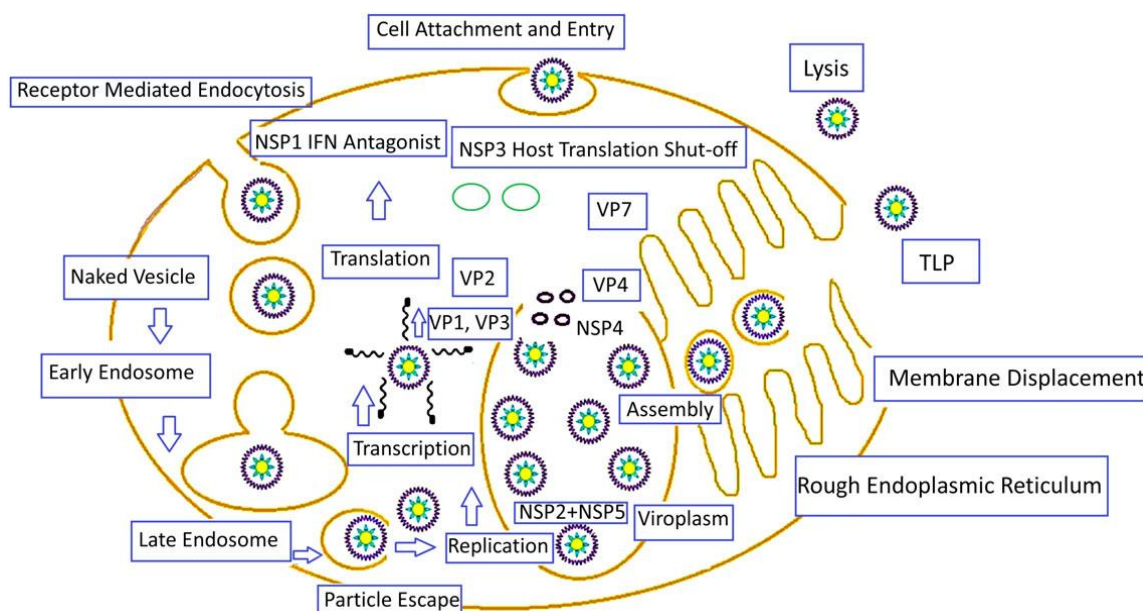 Cell Attachment and Entry
Lysis
Receptor Mediated Endocytosis
NSP1 IFN Antagonist
NSP3 Host Translation Shut-off
VP7
Translation
TLP
Naked Vesicle
VP2
VP4
VP1, VP3
NSP4
Early Endosome
Membrane Displacement
Assembly
Transcription
Rough Endoplasmic Reticulum
NSP2+NSP5
Viroplasm
Late Endosome
Replication
Particle Escape